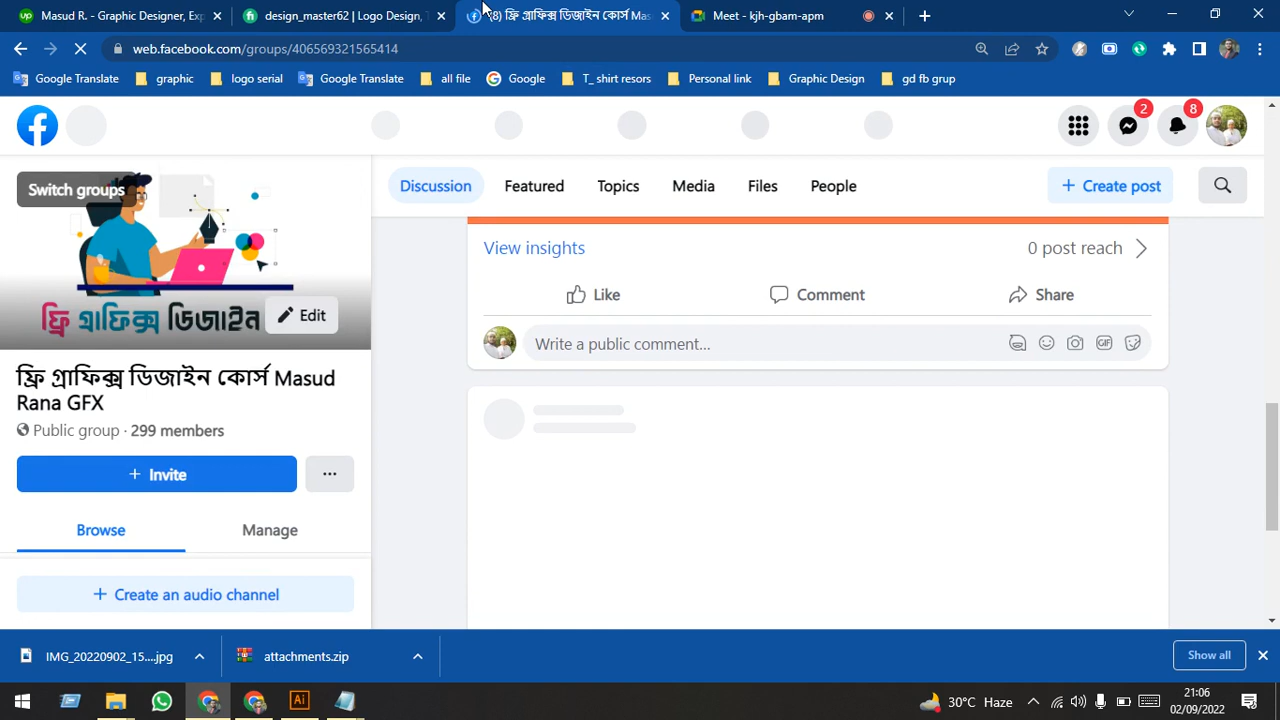 Masud R. - Graphic Designer, Exp
design_master62 | Logo Design, T
8) ফ্রি গ্রাফিক্স ডিজাইন কোর্স Mas
Meet - kjh-gbam-apm
web.facebook.com/groups/406569321565414
Google Translate
graphic
logo serial
Google Translate
all file
Google
T_ shirt resors
Personal link
Graphic Design
gd fb grup
2
8
Switch groups
Discussion
Featured
Topics
Media
Files
People
+ Create post
View insights
0 post reach
Like
Comment
Share
ফ্রি গ্রাফিক্স ডিজাইন
Edit
Write a public comment...
ফ্রি গ্রাফিক্স ডিজাইন কোর্স Masud
Rana GFX
Public group · 299 members
+ Invite
...
Browse
Manage
+ Create an audio channel
IMG_20220902_15....jpg
attachments.zip
Show all
Ai
30°C Haze
21:06
02/09/2022